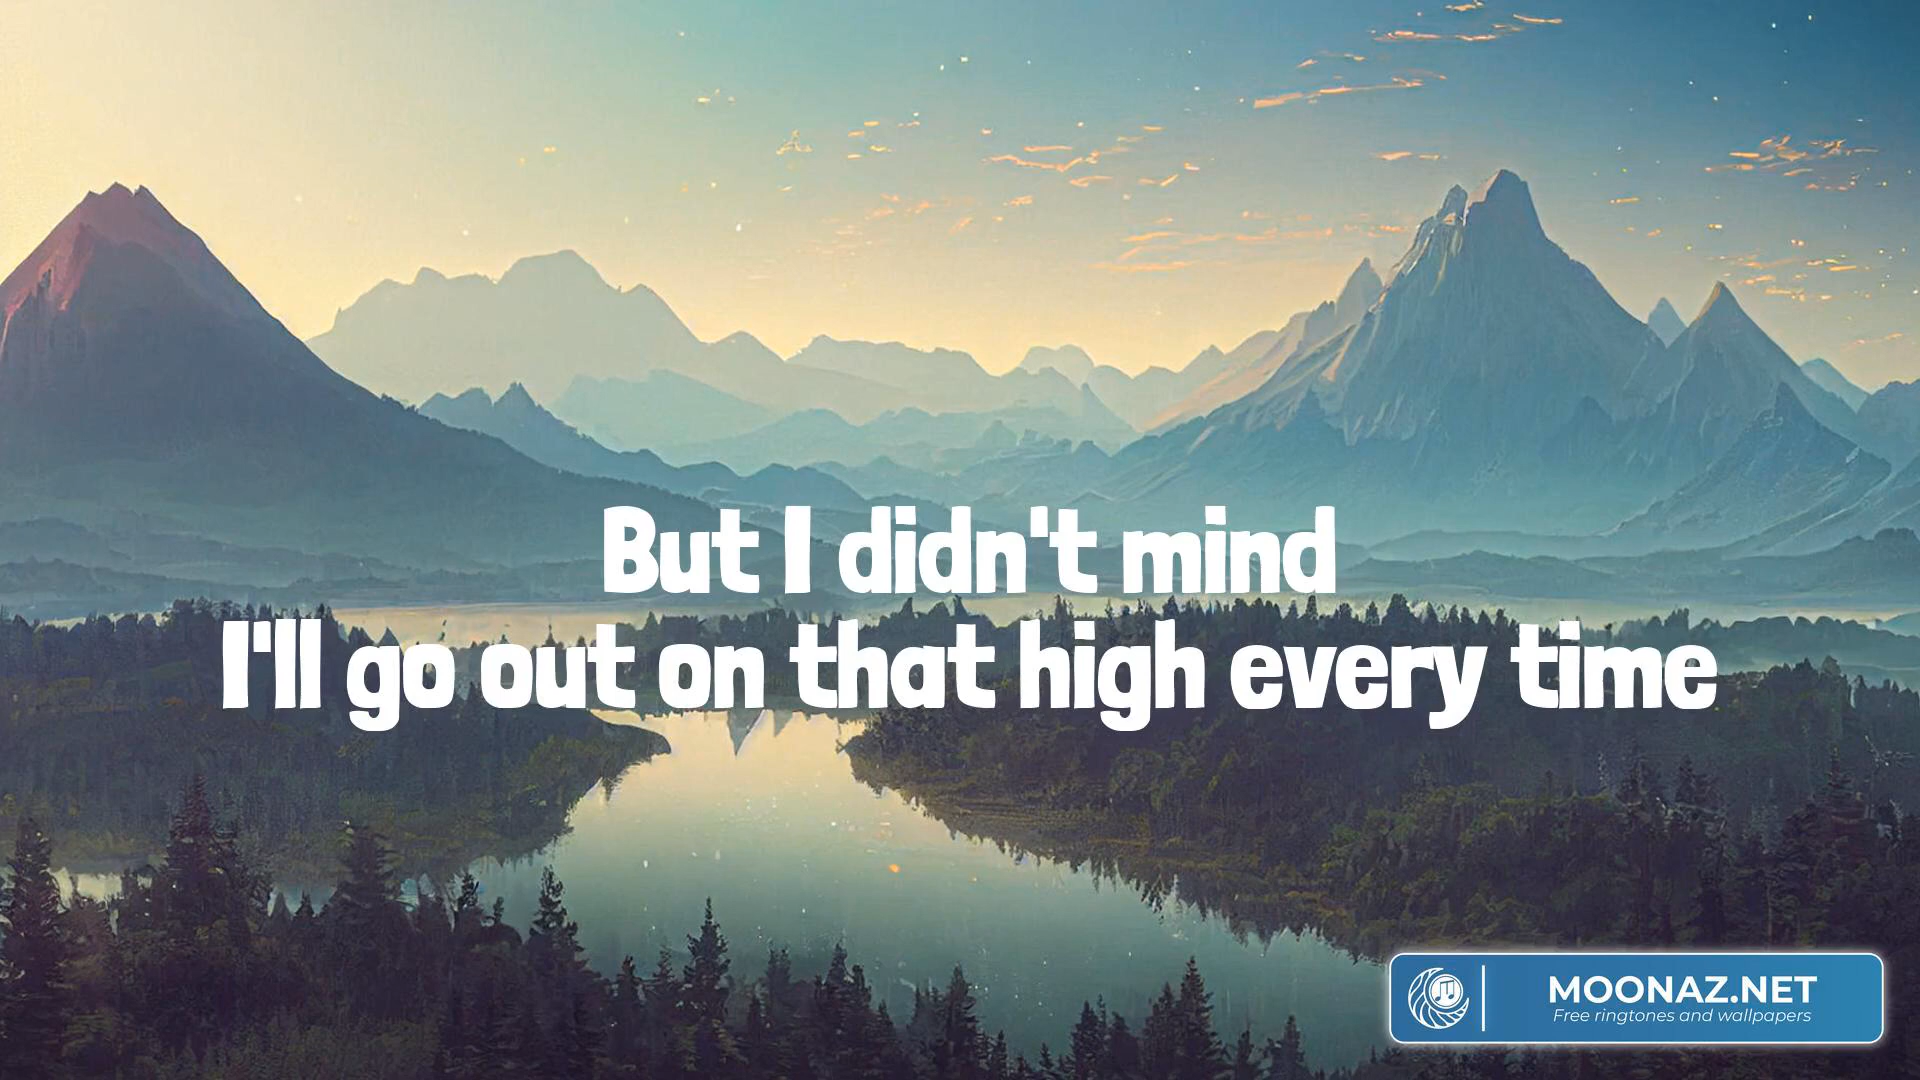 But I didn't mind
I'll go out on that high every time
MOONAZ.NET
Free ringtones and wallpapers